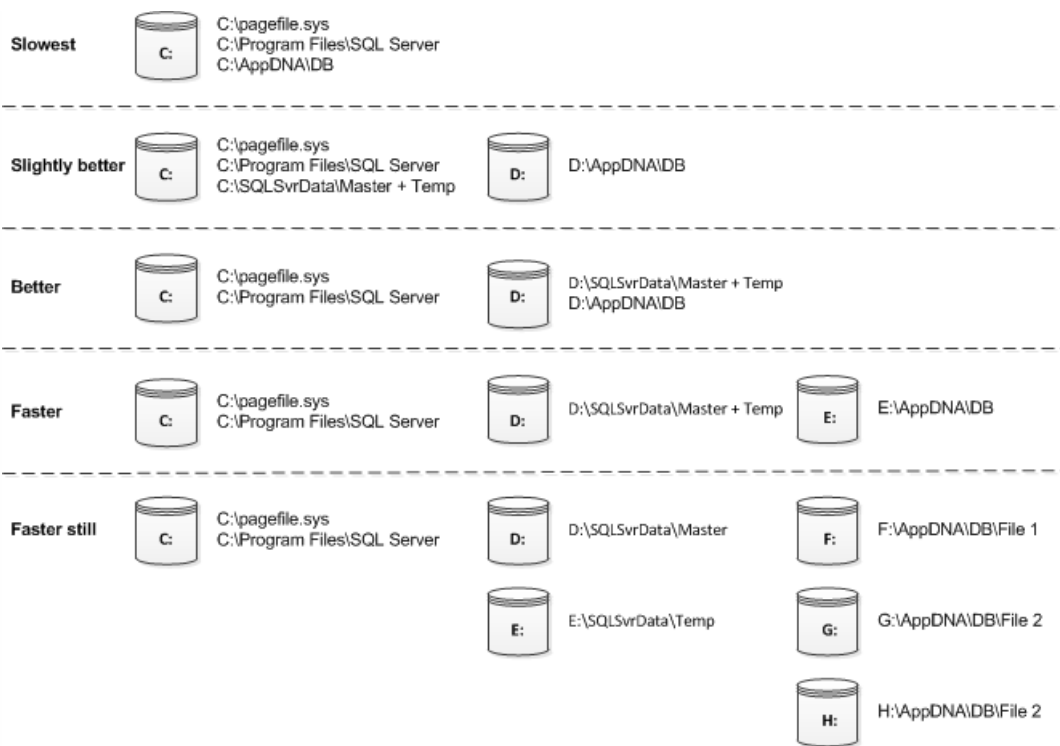 Slowest
C:
C:\pagefile.sys
C:\Program Files\SQL Server
C:\AppDNA\DB
Slightly better
C:
C:\pagefile.sys
C:\Program Files\SQL Server
C:\SQLSvrData\Master + Temp
D:
D:\AppDNA\DB
Better
C:
C:\pagefile.sys
C:\Program Files\SQL Server
D:
D:\SQLSvrData\Master + Temp
D:\AppDNA\DB
Faster
C:
C:\pagefile.sys
C:\Program Files\SQL Server
D:
D:\SQLSvrData\Master + Temp
E:
E:\AppDNA\DB
Faster still
C:
C:\pagefile.sys
C:\Program Files\SQL Server
D:
D:\SQLSvrData\Master
F:
F:\AppDNA\DB\File 1
E:
E:\SQLSvrData\Temp
G:
G:\AppDNA\DB\File 2
H:
H:\AppDNA\DB\File 2